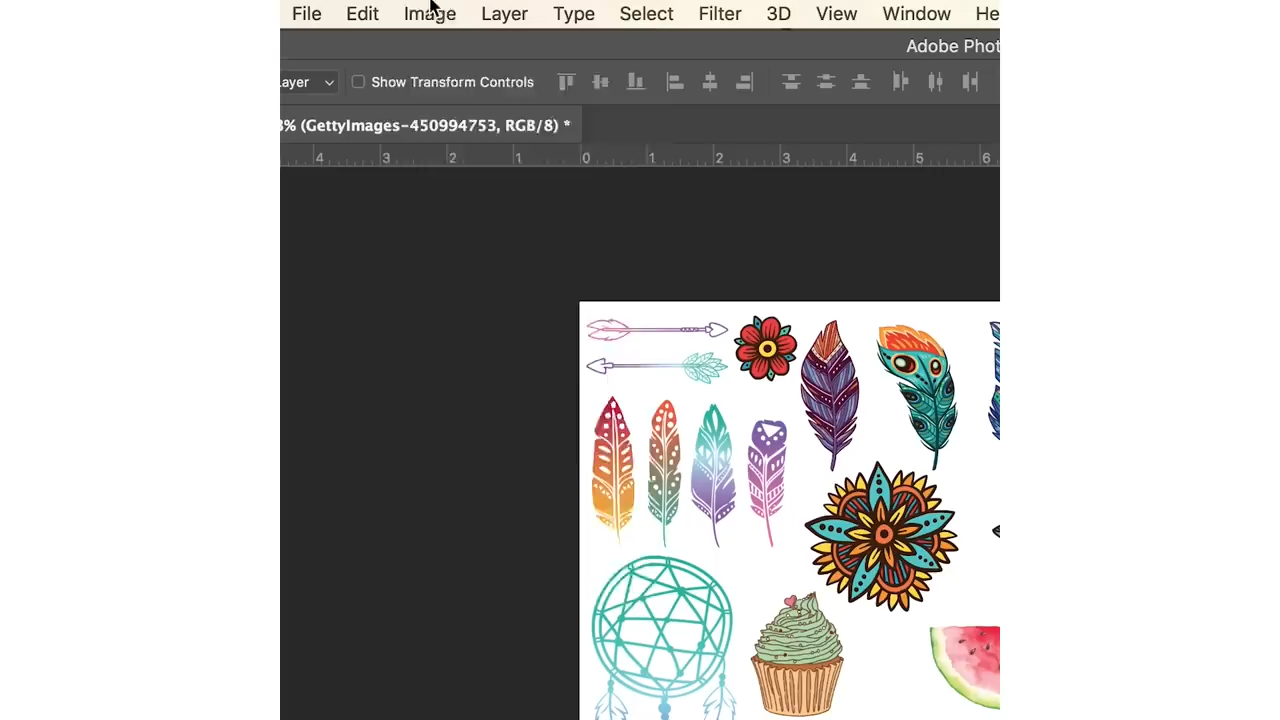 File Edit Image Layer Type Select Filter 3D View Window He
Adobe Phot
ayer Show Transform Controls
% (GettyImages-450994753, RGB/8) *
4 3 2 1 0 1 2 3 4 5 6